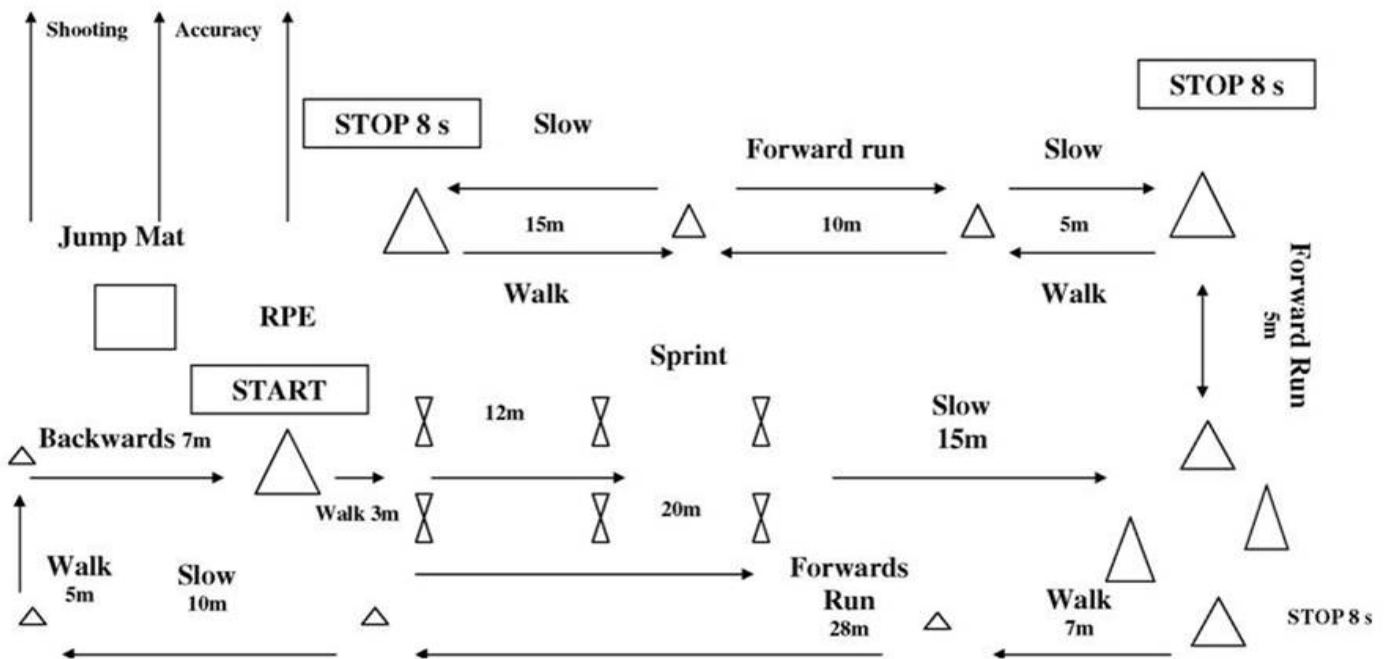 Shooting
Accuracy
STOP 8 s
STOP 8 s
Slow
Forward run
Slow
15m
10m
5m
Jump Mat
Walk
Walk
Forward Run
5m
RPE
Sprint
START
12m
Slow
15m
Backwards 7m
Walk 3m
20m
Walk
5m
Slow
10m
Forwards
Run
28m
Walk
7m
STOP 8 s